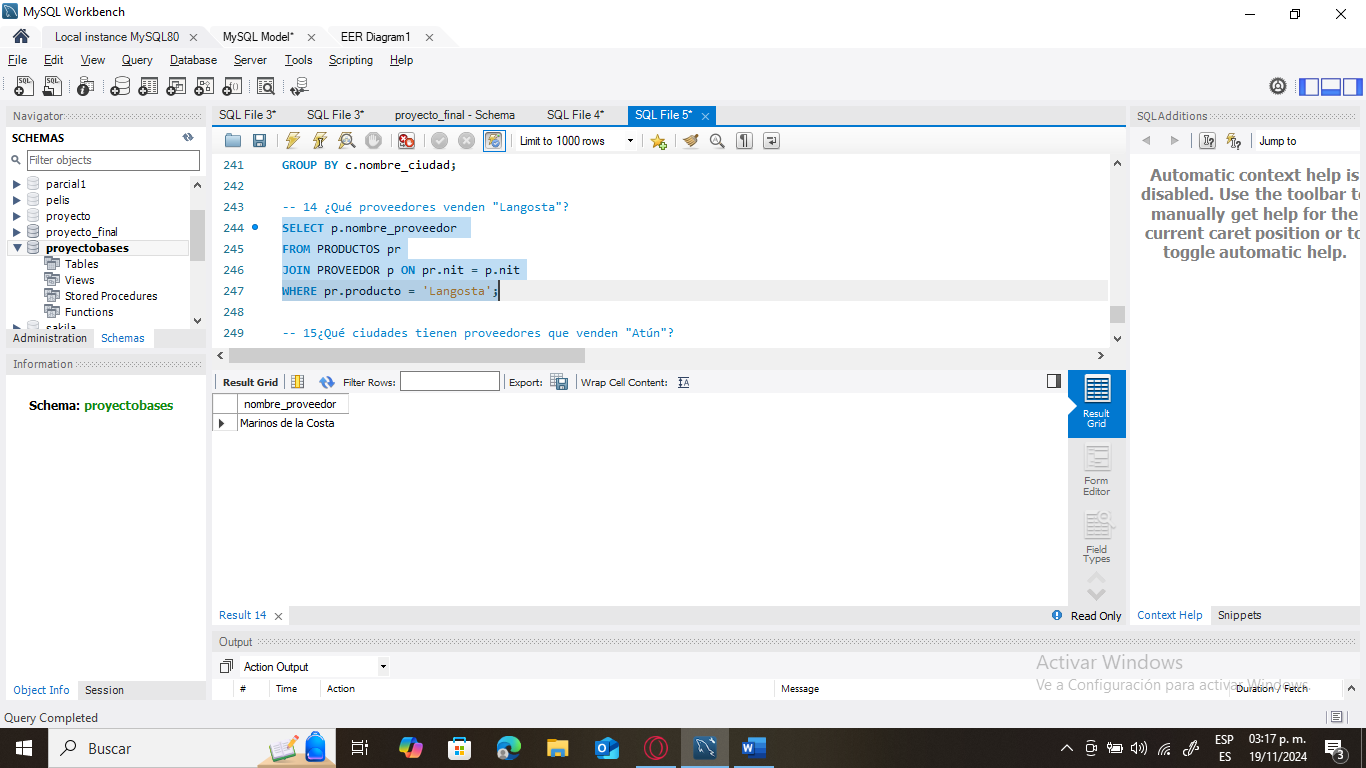 MySQL Workbench
Local instance MySQL80
MySQL Model*
EER Diagram1
File Edit View Query Database Server Tools Scripting Help
Navigator
SCHEMAS
Filter objects
parcial1
pelis
proyecto
proyecto_final
proyectobases
Tables
Views
Stored Procedures
Functions
sakila
Administration Schemas
Information
Schema: proyectobases
Object Info Session
SQL File 3* SQL File 3* proyecto_final - Schema SQL File 4* SQL File 5*
Limit to 1000 rows
241 GROUP BY c.nombre_ciudad;
242
243 -- 14 ¿Qué proveedores venden "Langosta"?
244 SELECT p.nombre_proveedor
245 FROM PRODUCTOS pr
246 JOIN PROVEEDOR p ON pr.nit = p.nit
247 WHERE pr.producto = 'Langosta';
248
249 -- 15¿Qué ciudades tienen proveedores que venden "Atún"?
Result Grid Filter Rows: Export: Wrap Cell Content:
nombre_proveedor
Marinos de la Costa
Result
Grid
Form
Editor
Field
Types
Result 14
Read Only
Output
Action Output
# Time Action Message Duration / Fetch
SQLAdditions
Jump to
Automatic context help is
disabled. Use the toolbar to
manually get help for the
current caret position or to
toggle automatic help.
Context Help Snippets
Activar Windows
Ve a Configuración para activar Windows.
Query Completed
Buscar
ESP
ES
03:17 p. m.
19/11/2024
3